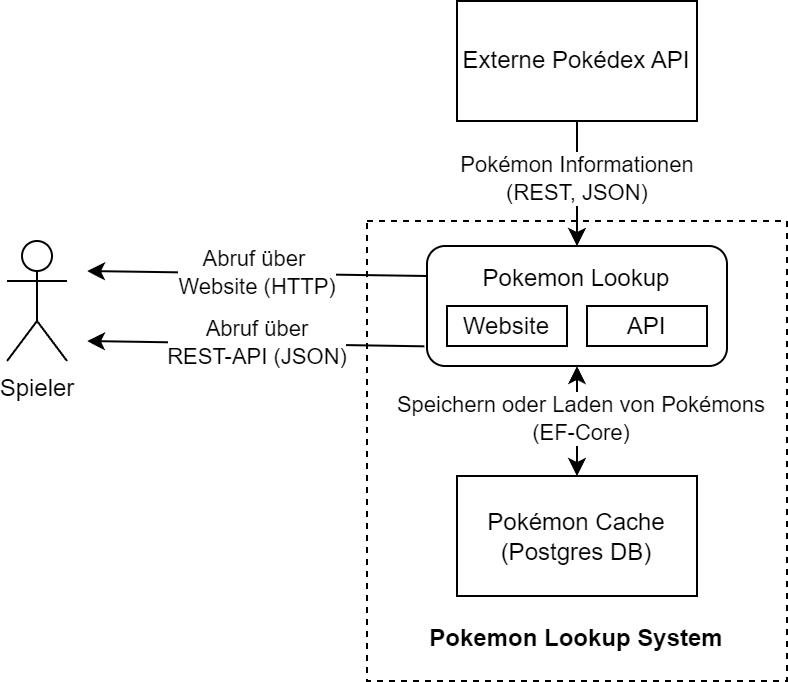 Externe Pokédex API
Pokémon Informationen
(REST, JSON)
Abruf über
Website (HTTP)
Abruf über
REST-API (JSON)
Spieler
Pokemon Lookup
Website
API
Speichern oder Laden von Pokémons
(EF-Core)
Pokémon Cache
(Postgres DB)
Pokemon Lookup System